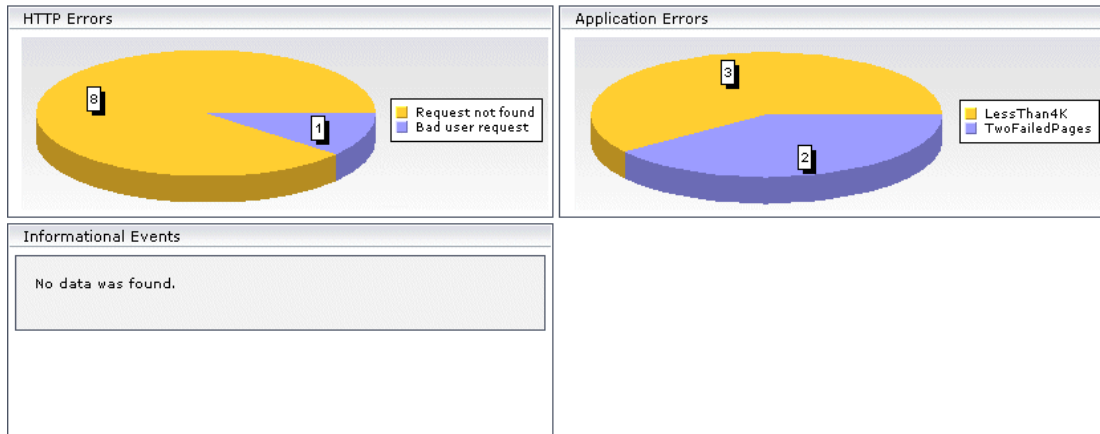 HTTP Errors
8
1
Request not found
Bad user request
Application Errors
3
2
LessThan4K
TwoFailedPages
Informational Events
No data was found.